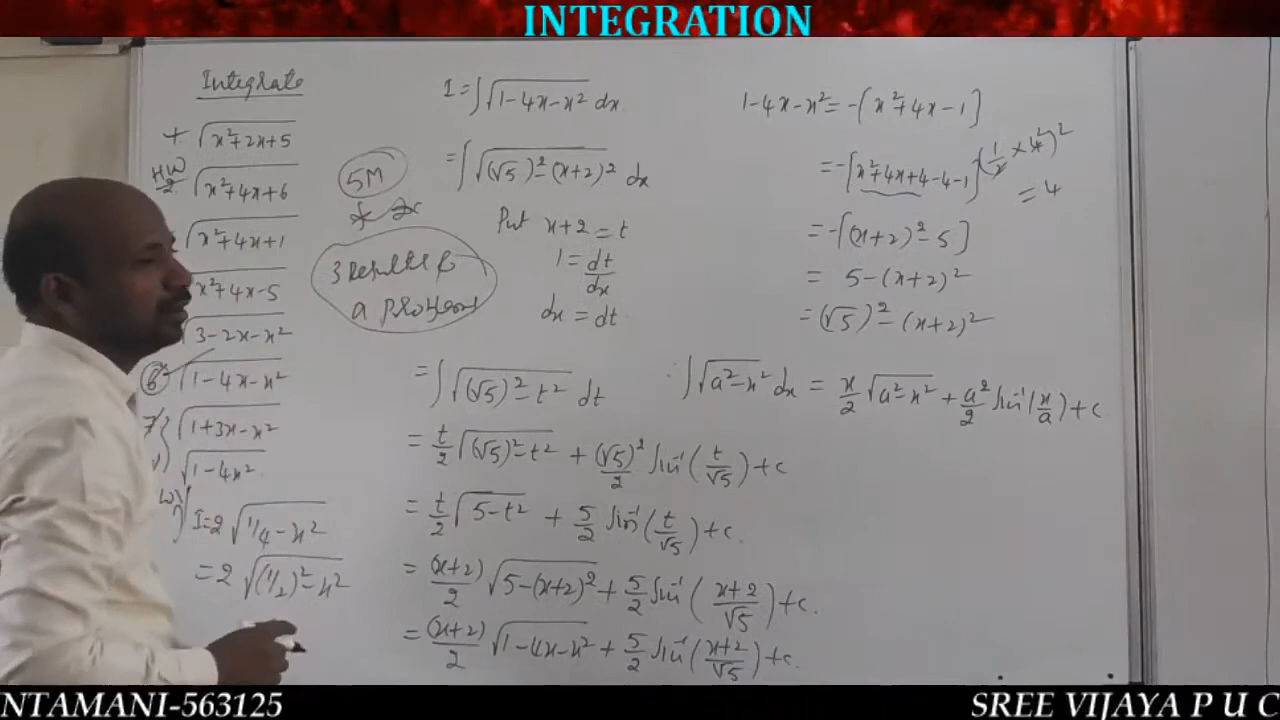 INTEGRATION
Integrate
+ √x²+2x+5
HW
2 √x²+4x+6
√x²+4x+1
x²+4x-5
√3-2x-x²
6 √1-4x-x²
7 √1+3x-x²
√1-4x²
I=2√1/4-x²
=2√(1/2)²-x²
5M
3 Results &
a problem
I=∫√1-4x-x² dx
=∫√(√5)²-(x+2)² dx
Put x+2=t
1=dt/dx
dx=dt
=∫√(√5)²-t² dt
=t/2 √(√5)²-t² + (√5)²/2 sin⁻¹(t/√5)+c
=t/2 √5-t² + 5/2 sin⁻¹(t/√5)+c.
=(x+2)/2 √5-(x+2)² + 5/2 sin⁻¹(x+2/√5)+c.
=(x+2)/2 √1-4x-x² + 5/2 sin⁻¹(x+2/√5)+c.
1-4x-x²=-[x²+4x-1]
=-[x²+4x+4-4-1] (1/2×4)²
=4
=-[(x+2)²-5]
= 5-(x+2)²
=(√5)²-(x+2)²
∴∫√a²-x² dx = x/2 √a²-x² + a²/2 sin⁻¹(x/a)+c
NTAMANI-563125
SREE VIJAYA P U C